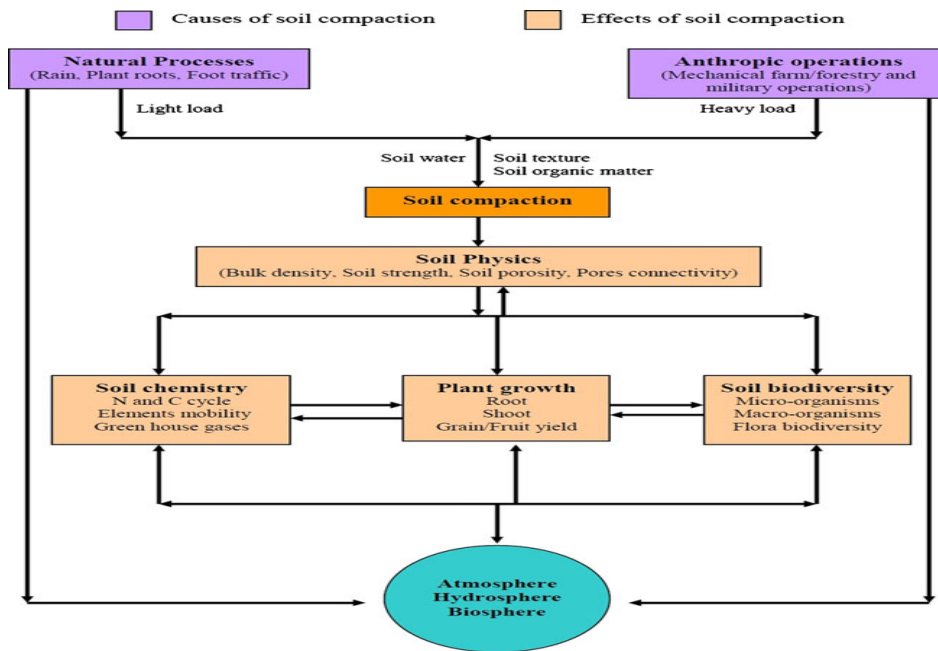 Causes of soil compaction
Effects of soil compaction
Natural Processes
(Rain, Plant roots, Foot traffic)
Anthropic operations
(Mechanical farm/forestry and
military operations)
Light load
Heavy load
Soil water
Soil texture
Soil organic matter
Soil compaction
Soil Physics
(Bulk density, Soil strength, Soil porosity, Pores connectivity)
Soil chemistry
N and C cycle
Elements mobility
Green house gases
Plant growth
Root
Shoot
Grain/Fruit yield
Soil biodiversity
Micro-organisms
Macro-organisms
Flora biodiversity
Atmosphere
Hydrosphere
Biosphere